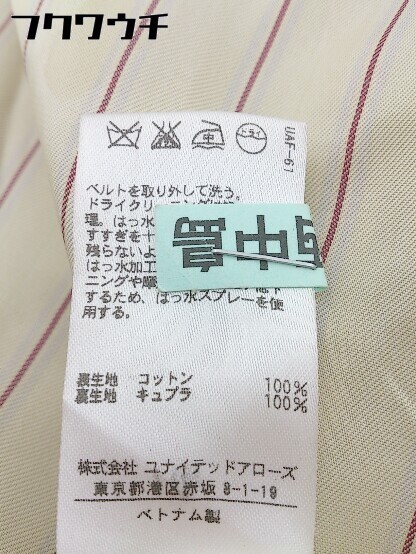 フクワウチ
UAF-61
ベルトを取り外して洗う。
ドライクリーニング
理。はっ水
すすぎを十
残らないよ
はっ水加工
ニングや摩
するため、はっ水スプレーを使
用する。
西中島
表生地 コットン 100%
裏生地 キュプラ 100%
株式会社 ユナイテッドアローズ
東京都港区赤坂 8-1-19
ベトナム製